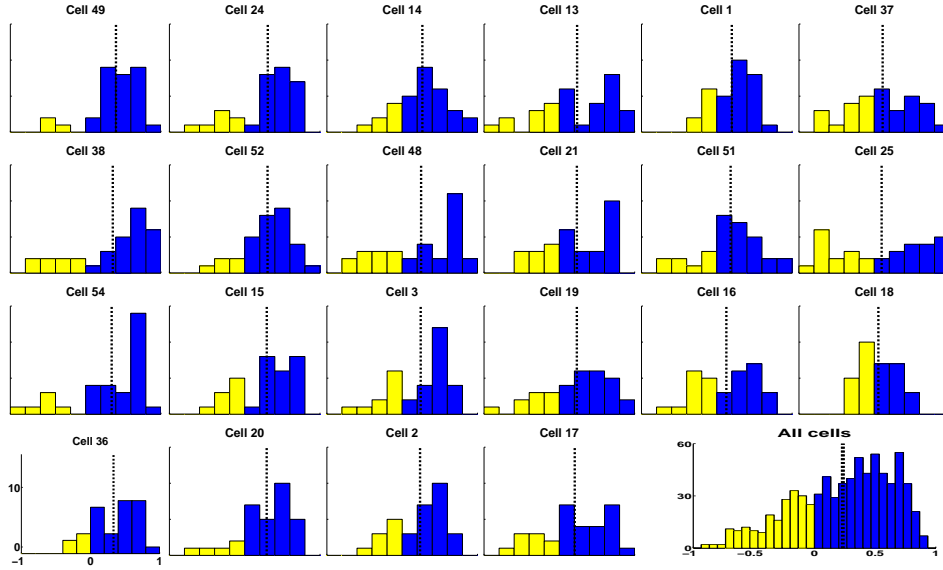 Cell 49 Cell 24 Cell 14 Cell 13 Cell 1 Cell 37
Cell 38 Cell 52 Cell 48 Cell 21 Cell 51 Cell 25
Cell 54 Cell 15 Cell 3 Cell 19 Cell 16 Cell 18
Cell 36 Cell 20 Cell 2 Cell 17 All cells
10
0
−1 0 1
60
30
0
−1 −0.5 0 0.5 1